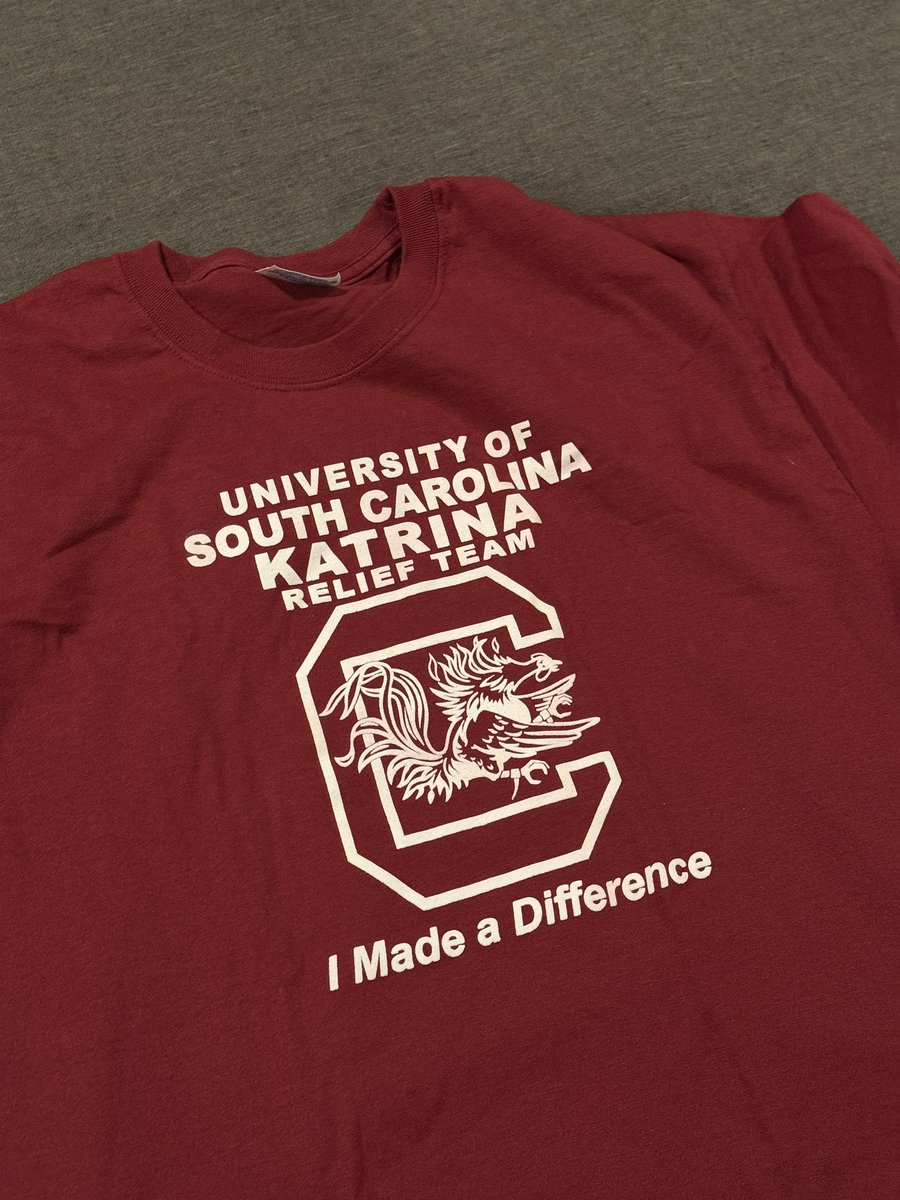 UNIVERSITY OF
SOUTH CAROLINA
KATRINA
RELIEF TEAM
C
I Made a Difference